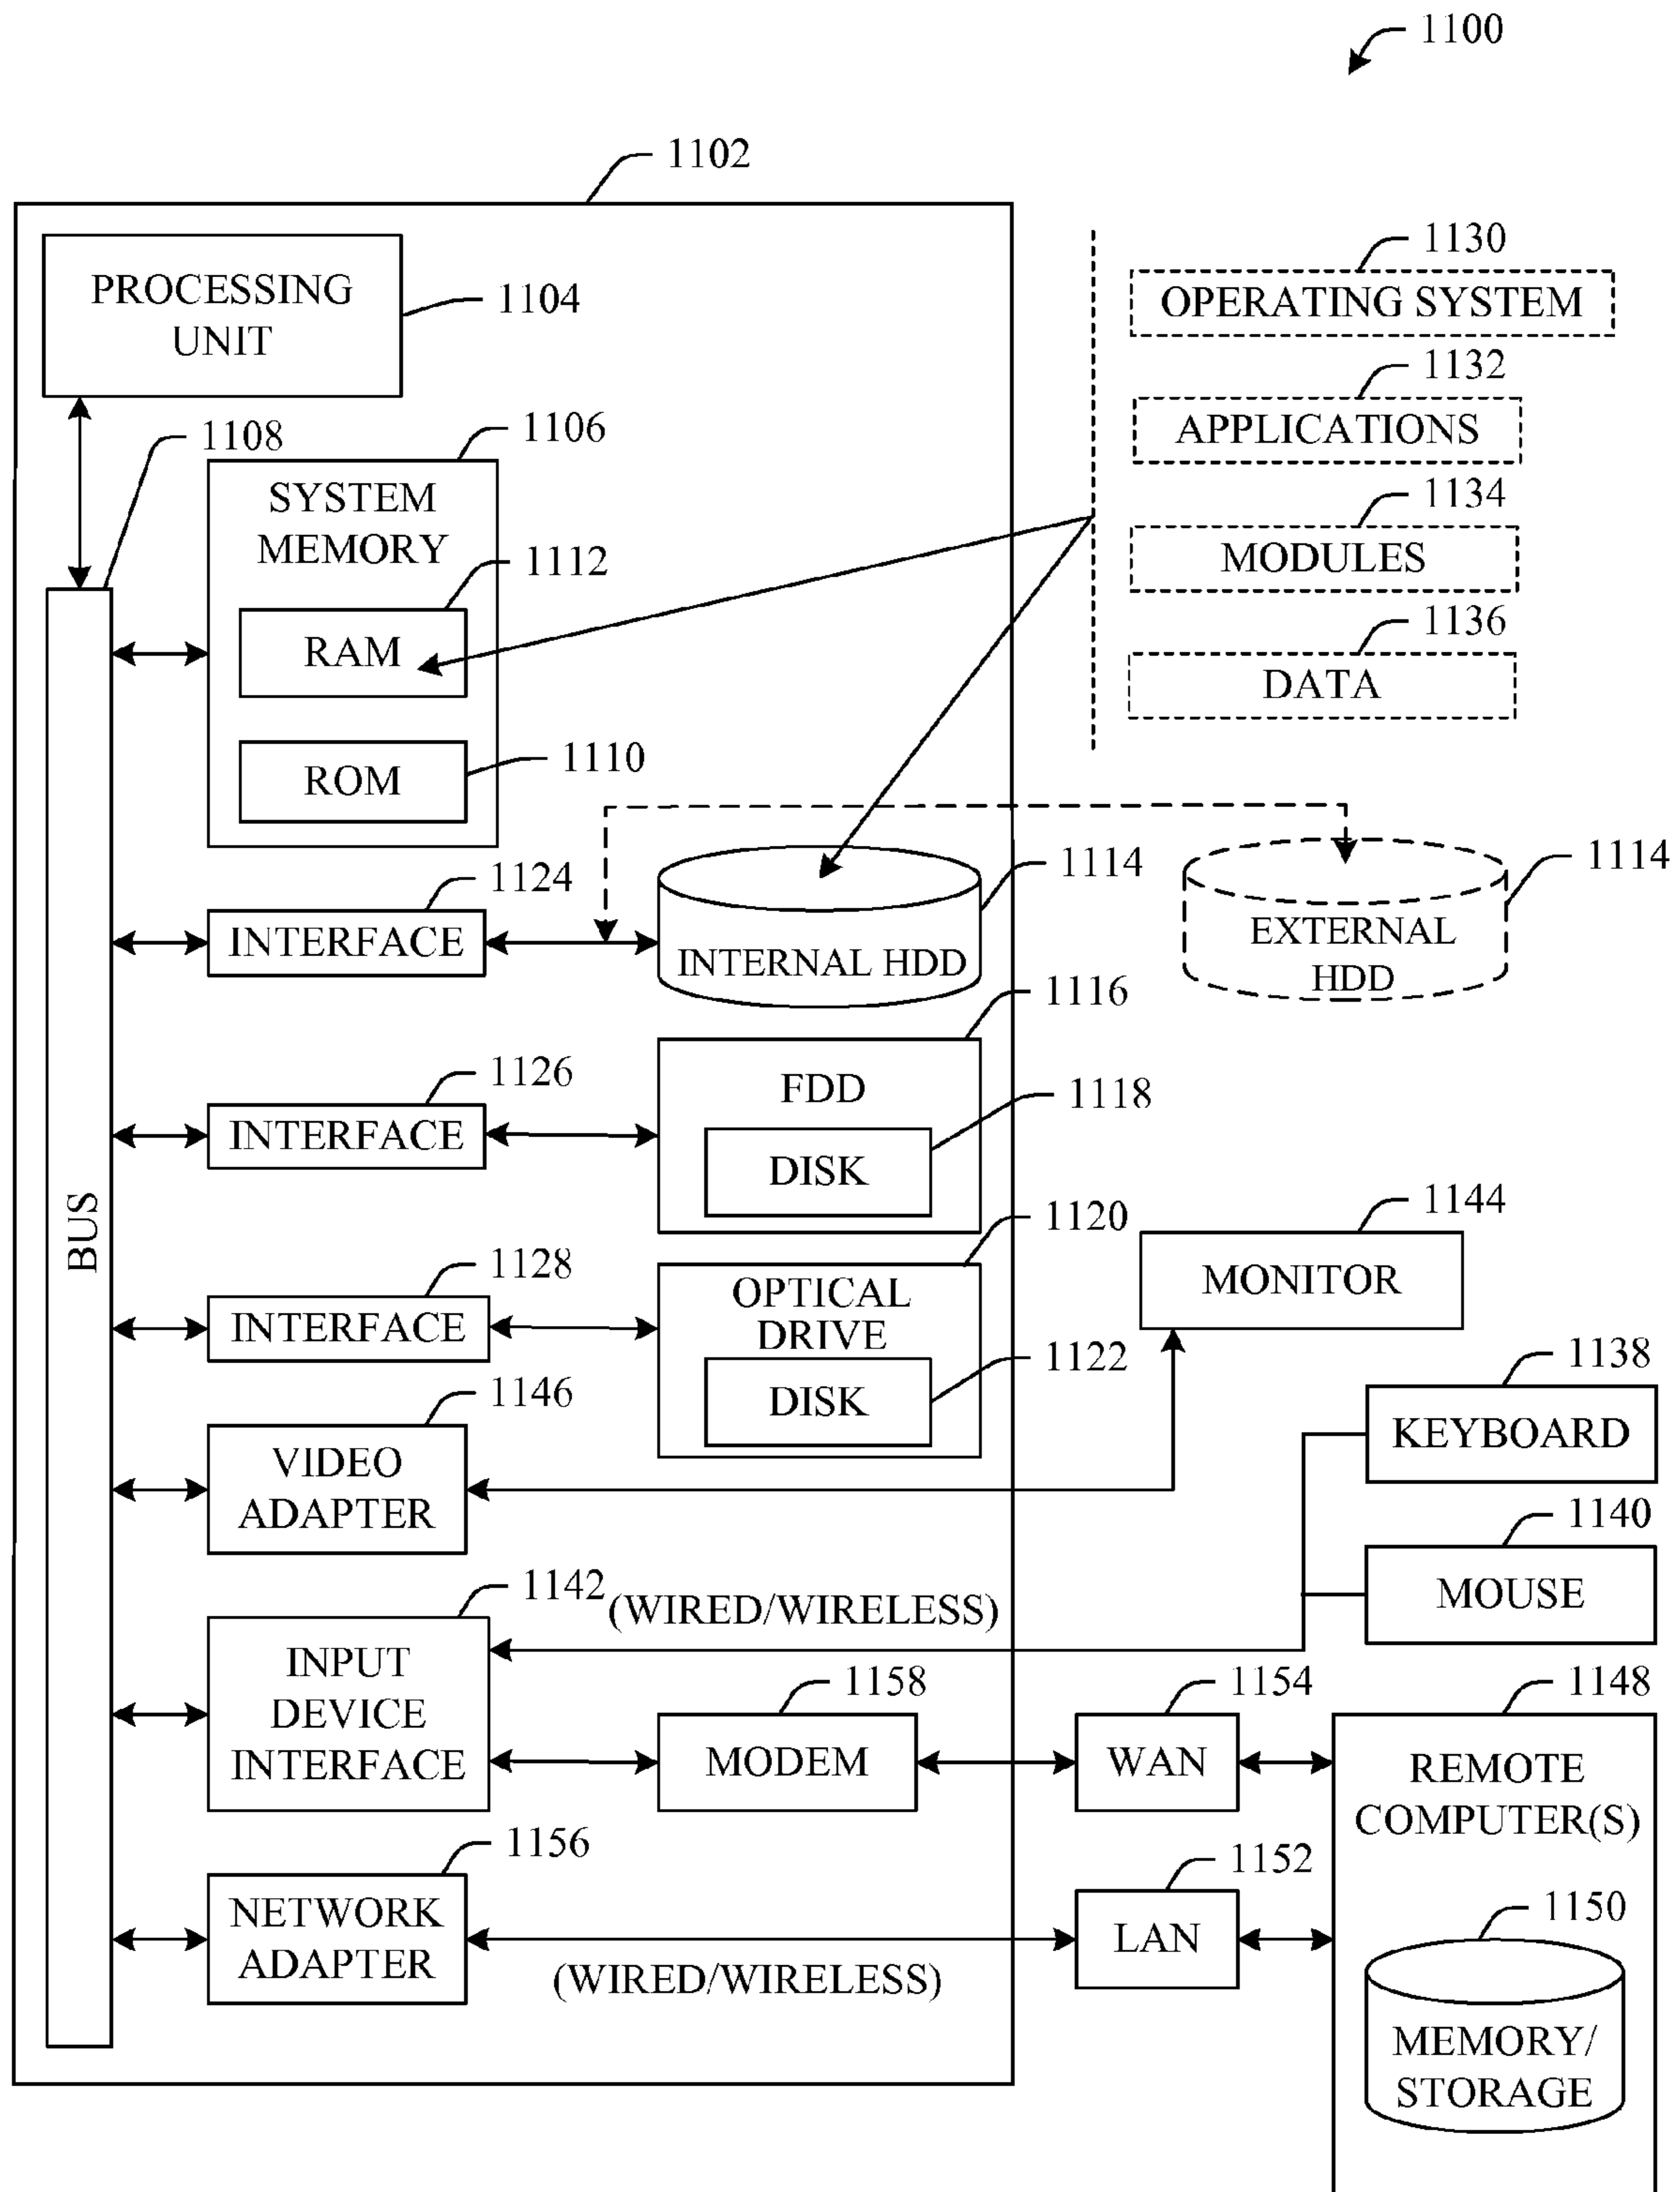 1100
1102
PROCESSING
UNIT
1104
1130
OPERATING SYSTEM
1132
APPLICATIONS
1134
MODULES
1136
DATA
1108
1106
SYSTEM
MEMORY
1112
RAM
1110
ROM
1124
INTERFACE
1114
INTERNAL HDD
1114
EXTERNAL
HDD
1126
INTERFACE
1116
FDD
1118
DISK
BUS
1128
INTERFACE
1120
OPTICAL
DRIVE
1122
DISK
1144
MONITOR
1146
VIDEO
ADAPTER
1138
KEYBOARD
1140
MOUSE
1142
(WIRED/WIRELESS)
INPUT
DEVICE
INTERFACE
1158
MODEM
1154
WAN
1148
REMOTE
COMPUTER(S)
1156
NETWORK
ADAPTER
(WIRED/WIRELESS)
1152
LAN
1150
MEMORY/
STORAGE